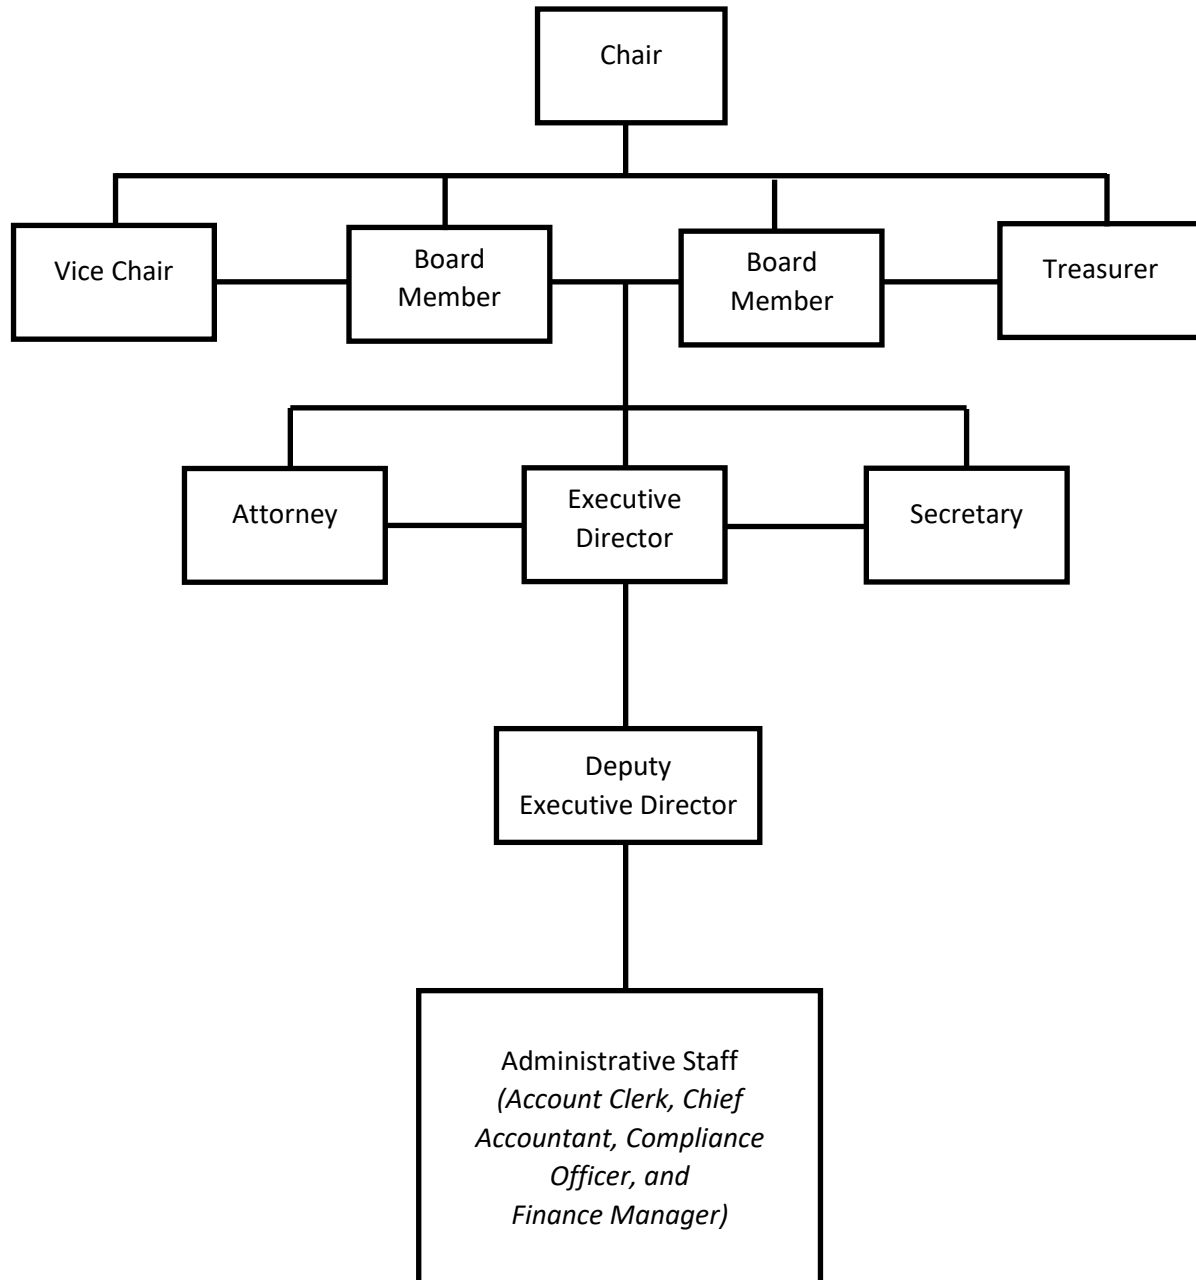 Chair
Vice Chair
Board
Member
Board
Member
Treasurer
Attorney
Executive
Director
Secretary
Deputy
Executive Director
Administrative Staff
(Account Clerk, Chief
Accountant, Compliance
Officer, and
Finance Manager)